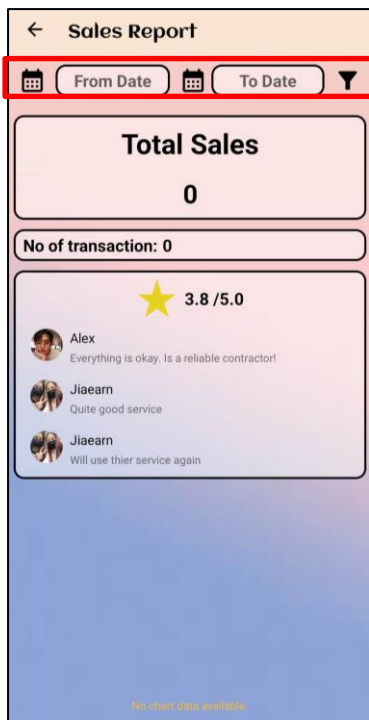 Sales Report
From Date To Date
Total Sales
0
No of transaction: 0
3.8 /5.0
Alex
Everything is okay. Is a reliable contractor!
Jiaearn
Quite good service
Jiaearn
Will use thier service again
No chart data available.